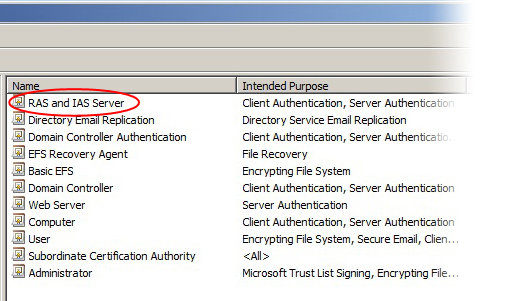 Name Intended Purpose
RAS and IAS Server Client Authentication, Server Authentication
Directory Email Replication Directory Service Email Replication
Domain Controller Authentication Client Authentication, Server Authentication
EFS Recovery Agent File Recovery
Basic EFS Encrypting File System
Domain Controller Client Authentication, Server Authentication
Web Server Server Authentication
Computer Client Authentication, Server Authentication
User Encrypting File System, Secure Email, Clien...
Subordinate Certification Authority <All>
Administrator Microsoft Trust List Signing, Encrypting File...